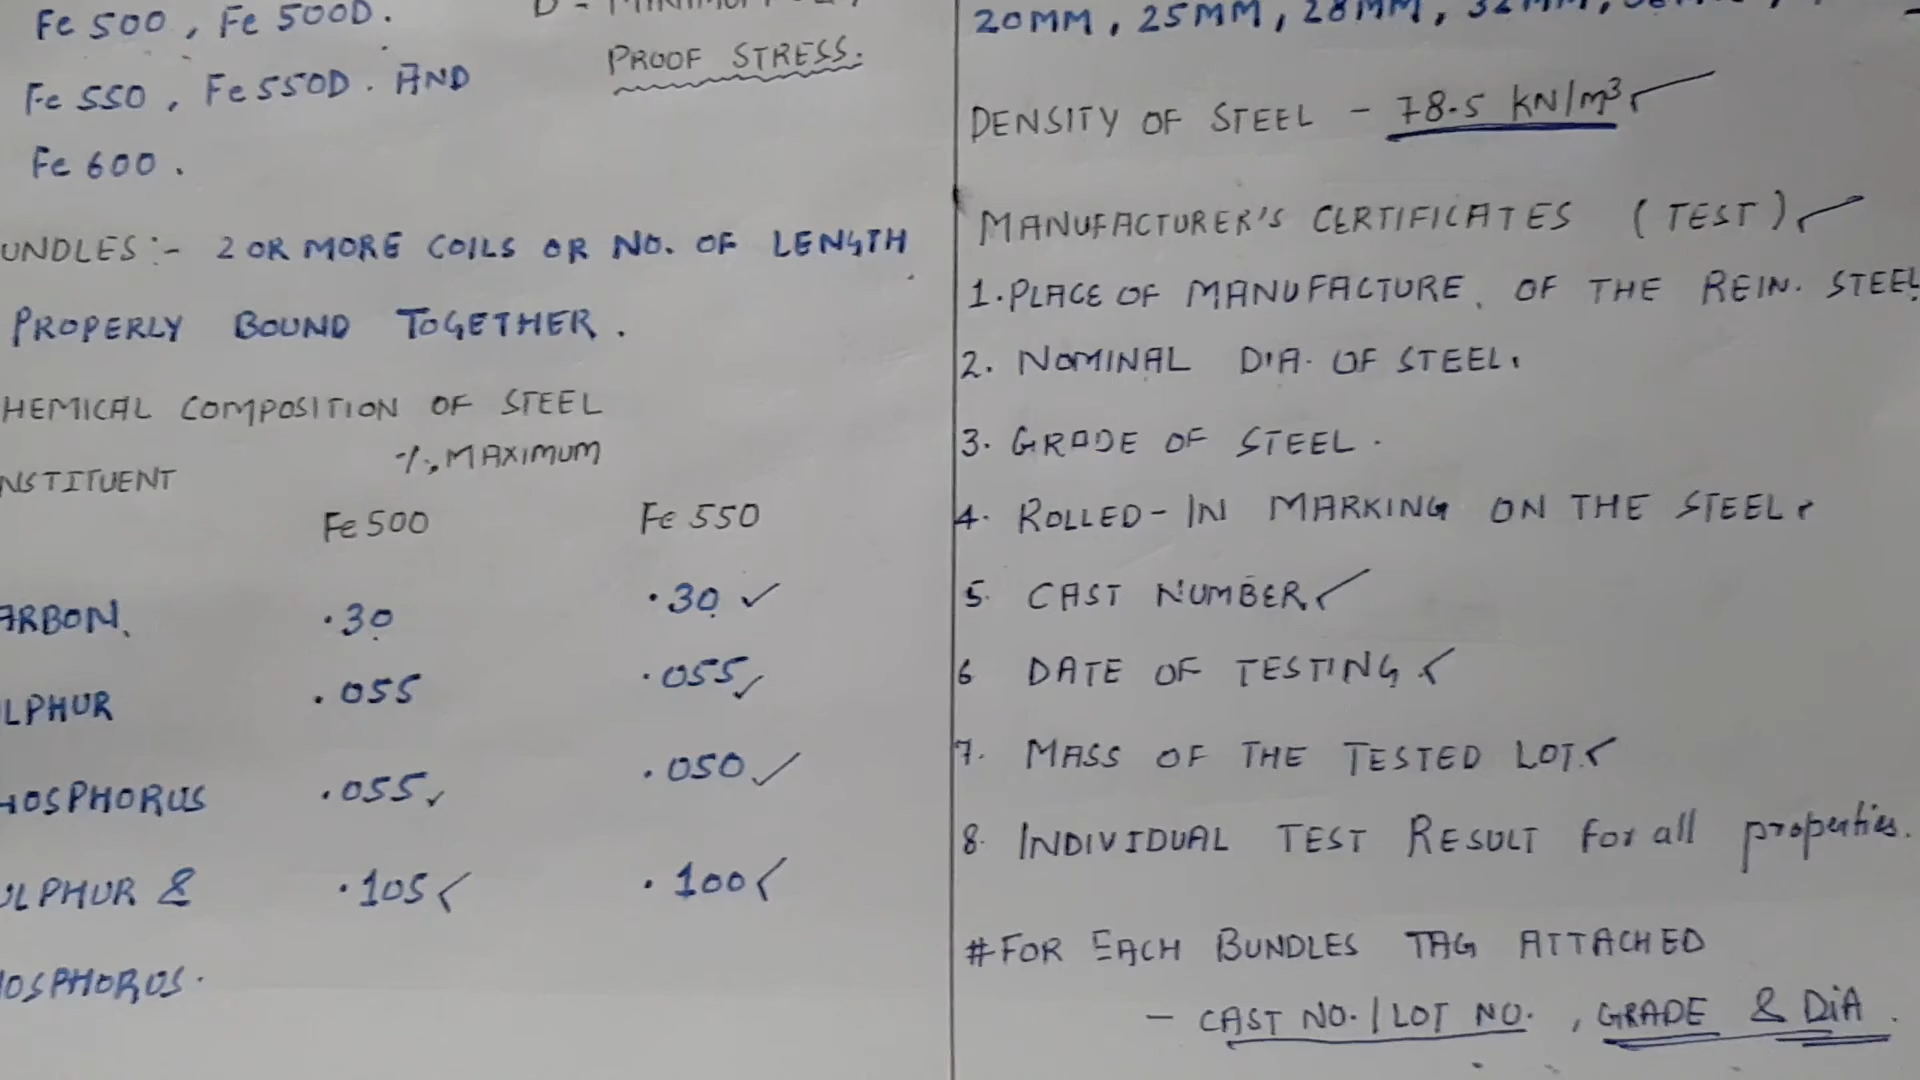 Fe 500, Fe 500D.
Fe 550, Fe 550D. AND
Fe 600.
PROOF STRESS.
UNDLES:- 2 OR MORE COILS OR NO. OF LENGTH
PROPERLY BOUND TOGETHER.
HEMICAL COMPOSITION OF STEEL
NSTITUENT %, MAXIMUM
Fe 500 Fe 550
ARBON. .30 .30 ✓
LPHUR .055 .055 ✓
HOSPHORUS .055 ✓ .050 ✓
ULPHUR & .105 .100
HOSPHOROS.
20MM, 25MM, 28MM, 32MM,
DENSITY OF STEEL - 78.5 KN/m³
MANUFACTURER'S CERTIFICATES (TEST)
1. PLACE OF MANUFACTURE. OF THE REIN. STEEL
2. NOMINAL DIA. OF STEEL.
3. GRADE OF STEEL.
4. ROLLED-IN MARKING ON THE STEEL
5. CAST NUMBER
6 DATE OF TESTING
7. MASS OF THE TESTED LOT.
8. INDIVIDUAL TEST RESULT for all properties.
# FOR EACH BUNDLES TAG ATTACHED
- CAST NO. / LOT NO., GRADE & DiA.